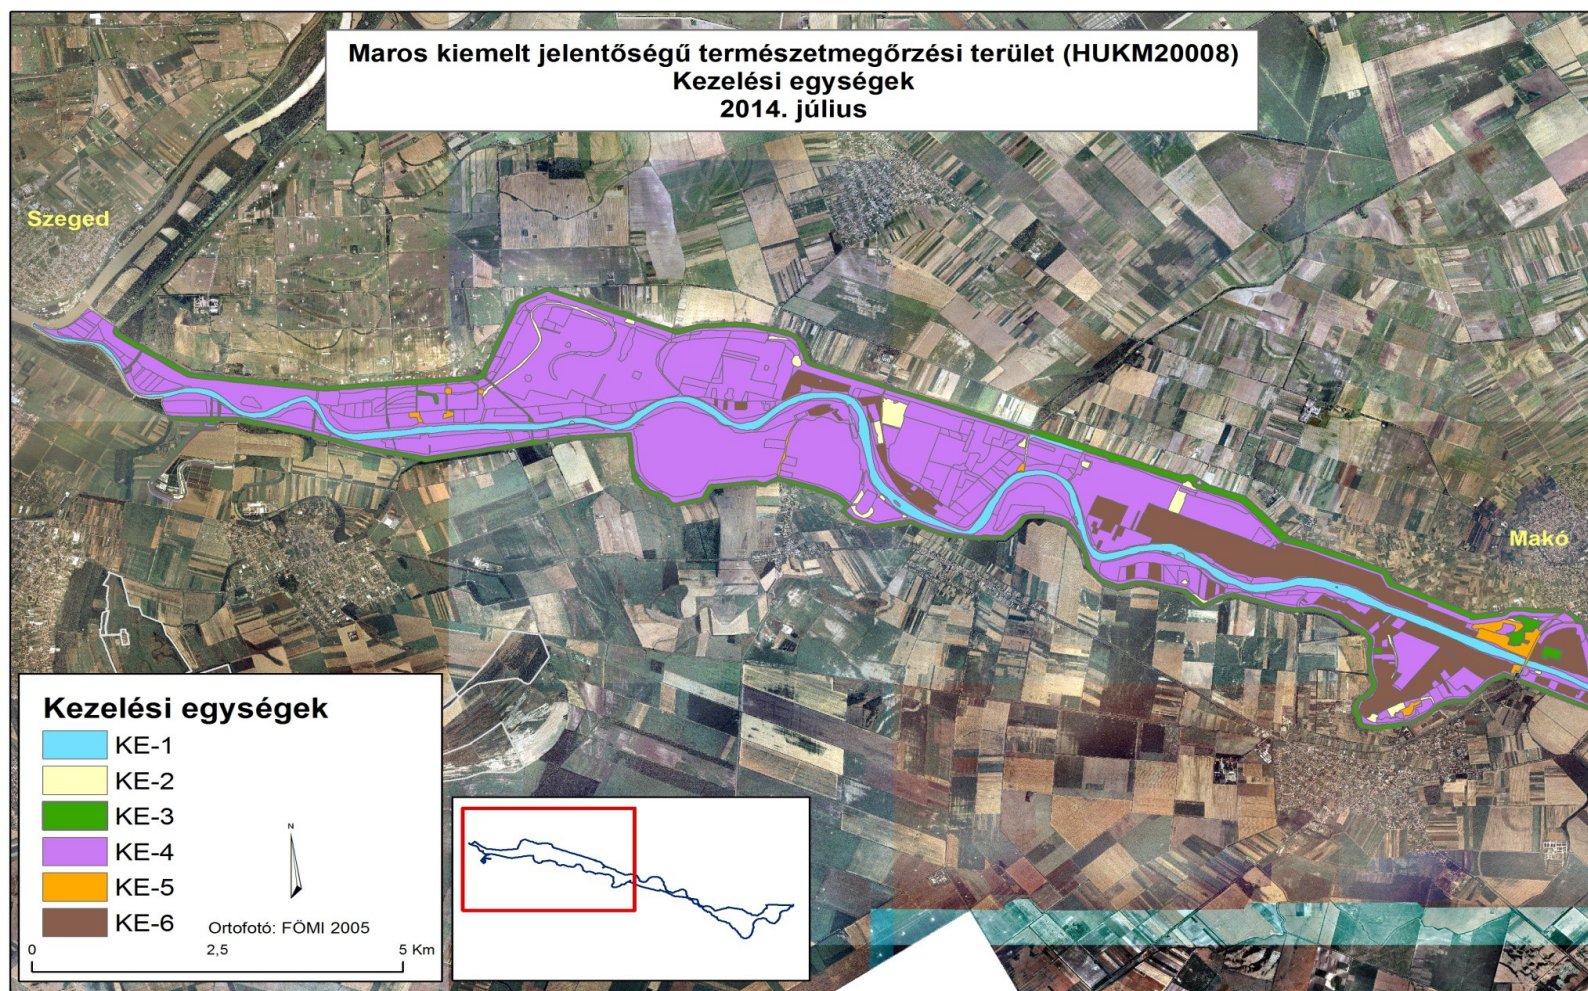 Maros kiemelt jelentőségű természetmegőrzési terület (HUKM20008)
Kezelési egységek
2014. július
Szeged
Makó
Kezelési egységek
KE-1
KE-2
KE-3
KE-4
KE-5
KE-6
N
Ortofotó: FÖMI 2005
0 2,5 5 Km